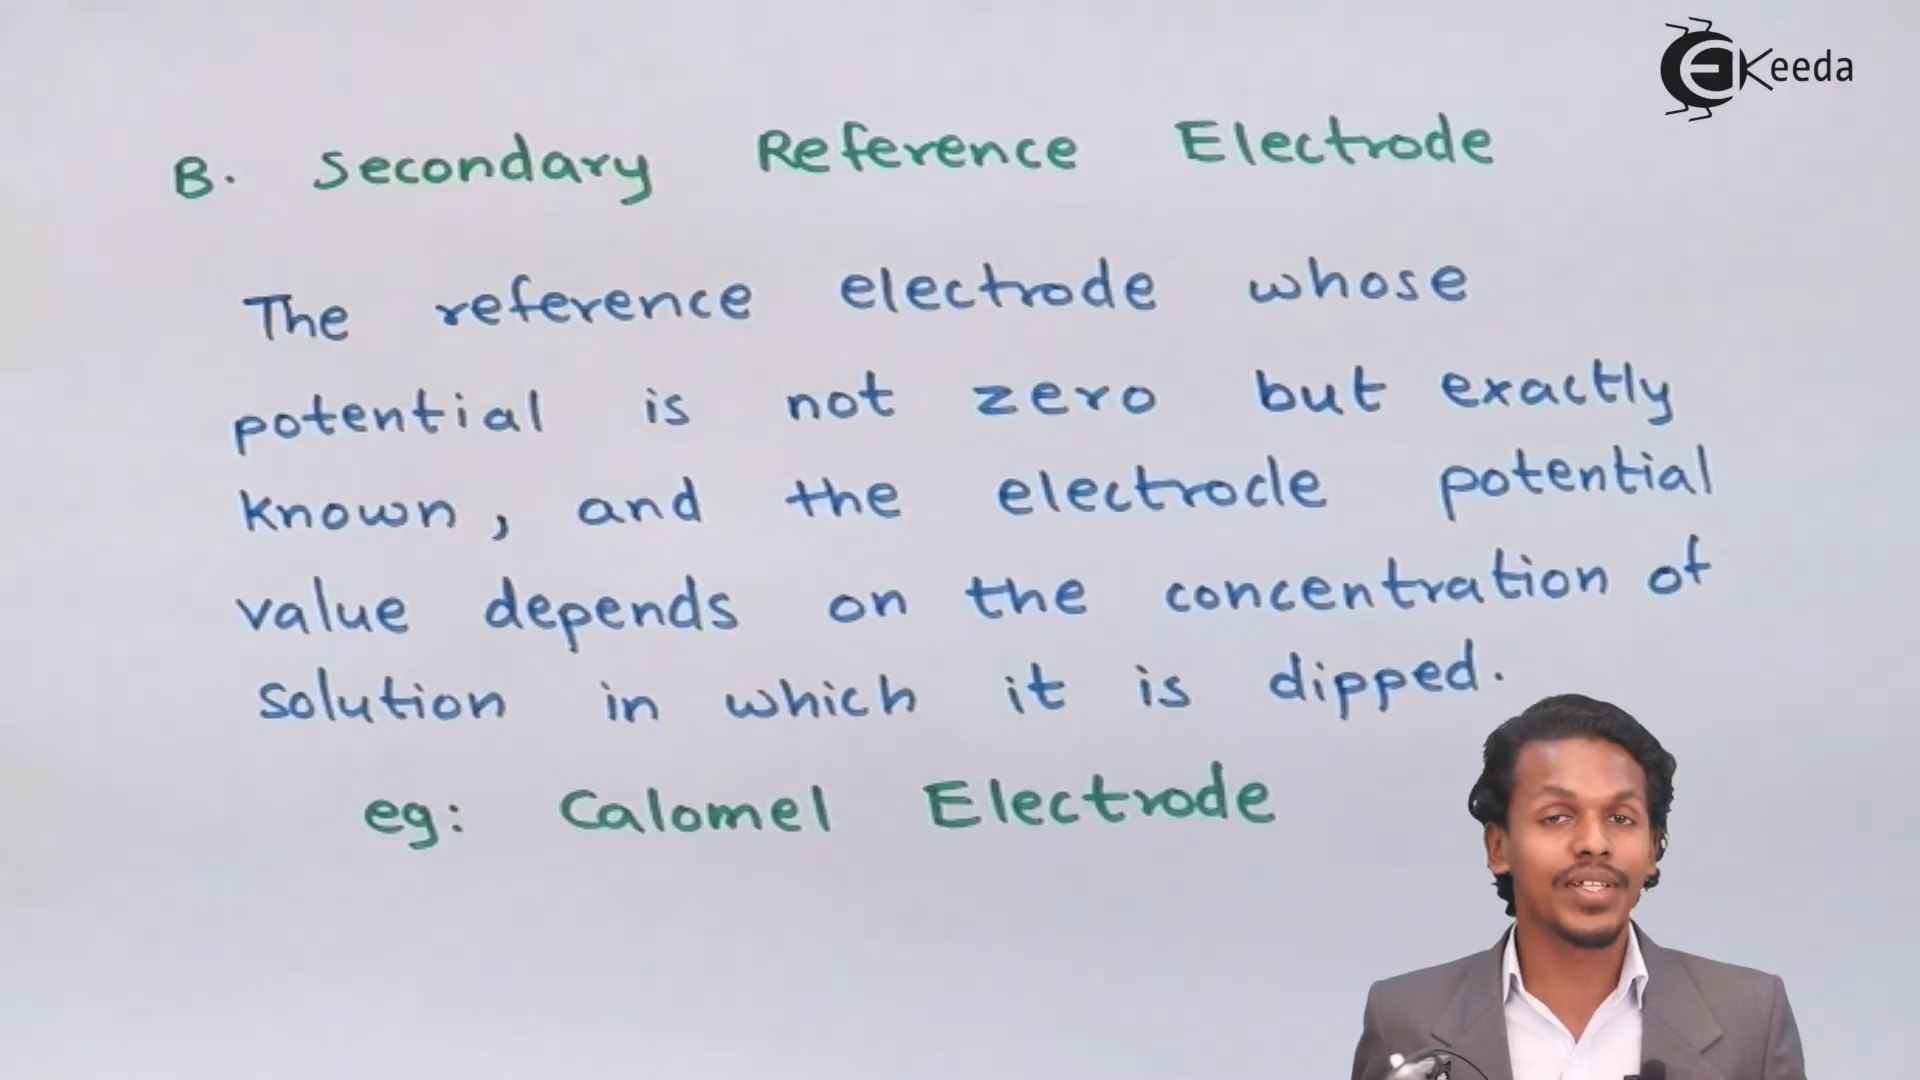 EKeeda
B. Secondary Reference Electrode
The reference electrode whose
potential is not zero but exactly
known, and the electrode potential
value depends on the concentration of
solution in which it is dipped.
eg: Calomel Electrode